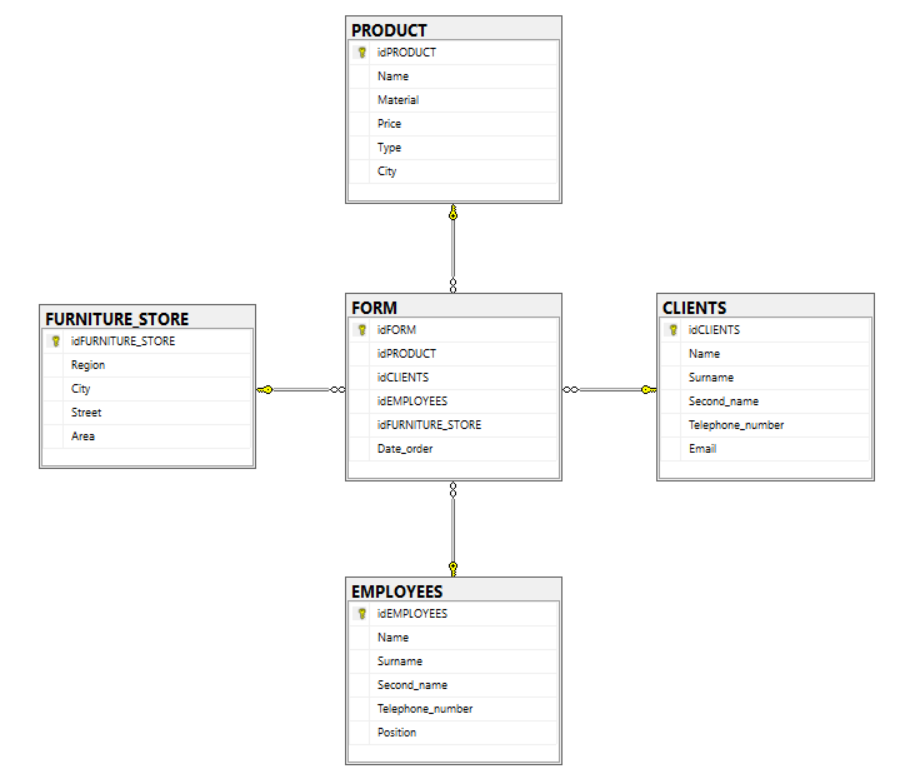 PRODUCT
idPRODUCT
Name
Material
Price
Type
City
FURNITURE_STORE
idFURNITURE_STORE
Region
City
Street
Area
FORM
idFORM
idPRODUCT
idCLIENTS
idEMPLOYEES
idFURNITURE_STORE
Date_order
CLIENTS
idCLIENTS
Name
Surname
Second_name
Telephone_number
Email
EMPLOYEES
idEMPLOYEES
Name
Surname
Second_name
Telephone_number
Position